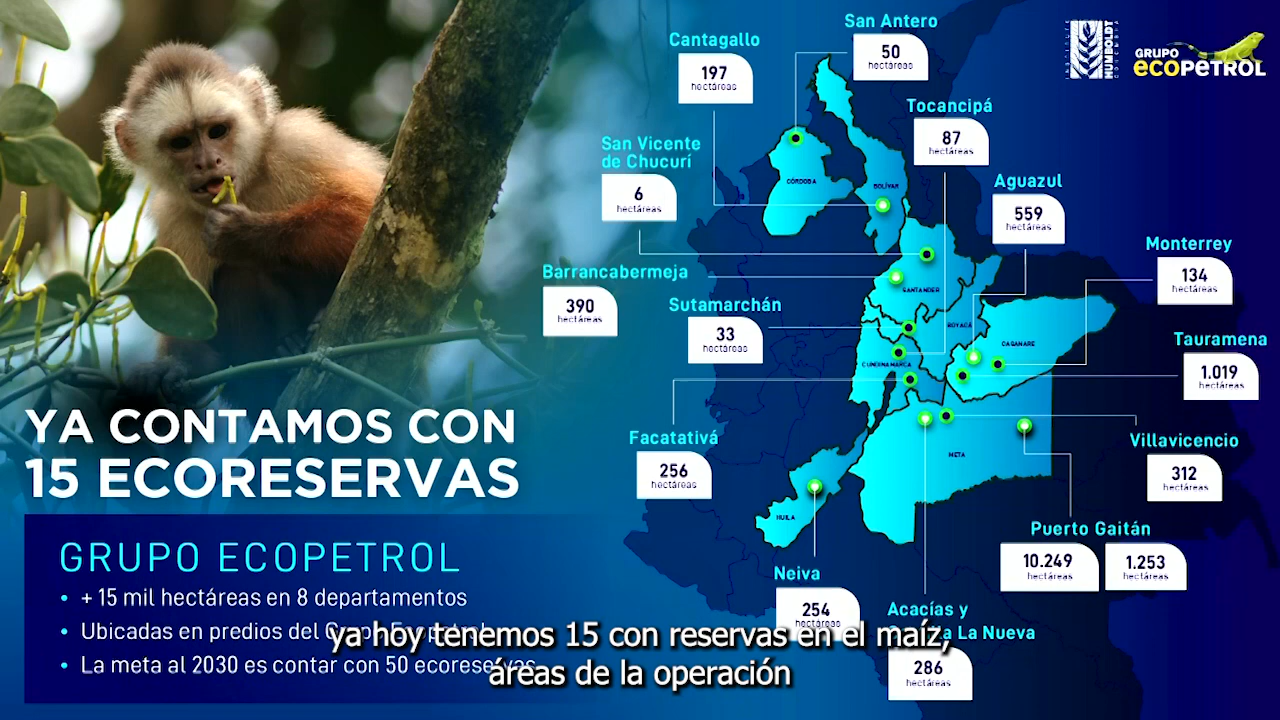 San Antero
50
hectáreas
Cantagallo
197
hectáreas
INSTITUTO
HUMBOLDT
COLOMBIA
GRUPO
ecopetrol
Tocancipá
87
hectáreas
San Vicente
de Chucurí
6
hectáreas
Aguazul
559
hectáreas
CÓRDOBA
BOLÍVAR
Monterrey
134
hectáreas
Barrancabermeja
390
hectáreas
SANTANDER
Sutamarchán
33
hectáreas
BOYACÁ
CASANARE
Tauramena
1.019
hectáreas
CUNDINAMARCA
YA CONTAMOS CON
15 ECORESERVAS
Facatativá
256
hectáreas
Villavicencio
312
hectáreas
META
HUILA
Puerto Gaitán
10.249
hectáreas
1.253
hectáreas
GRUPO ECOPETROL
• + 15 mil hectáreas en 8 departamentos
• Ubicadas en predios del Grupo Ecopetrol
• La meta al 2030 es contar con 50 ecoreservas
Neiva
254
hectáreas
Acacías y
La Nueva
286
hectáreas
ya hoy tenemos 15 con reservas en el maíz,
áreas de la operación